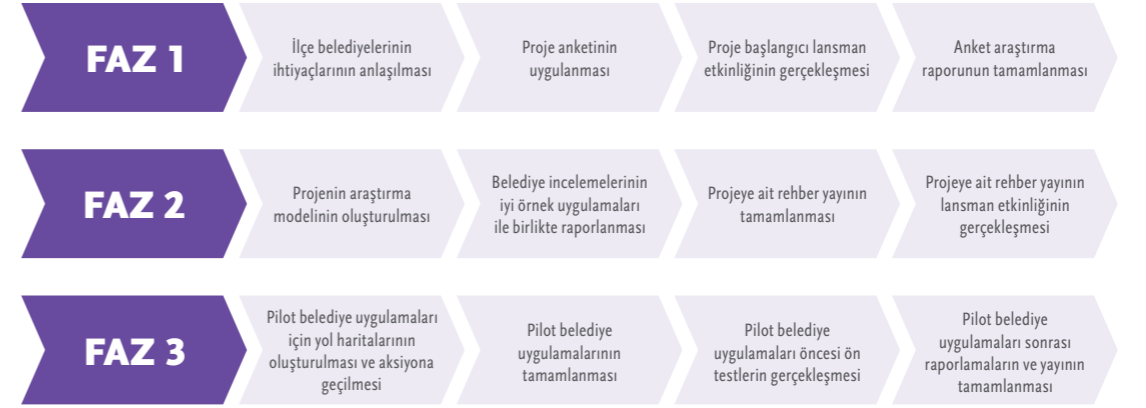 FAZ 1
İlçe belediyelerinin
ihtiyaçlarının anlaşılması
Proje anketinin
uygulanması
Proje başlangıcı lansman
etkinliğinin gerçekleşmesi
Anket araştırma
raporunun tamamlanması
FAZ 2
Projenin araştırma
modelinin oluşturulması
Belediye incelemelerinin
iyi örnek uygulamaları
ile birlikte raporlanması
Projeye ait rehber yayının
tamamlanması
Projeye ait rehber yayının
lansman etkinliğinin
gerçekleşmesi
FAZ 3
Pilot belediye uygulamaları
için yol haritalarının
oluşturulması ve aksiyona
geçilmesi
Pilot belediye
uygulamalarının
tamamlanması
Pilot belediye
uygulamaları öncesi ön
testlerin gerçekleşmesi
Pilot belediye
uygulamaları sonrası
raporlamaların ve yayının
tamamlanması